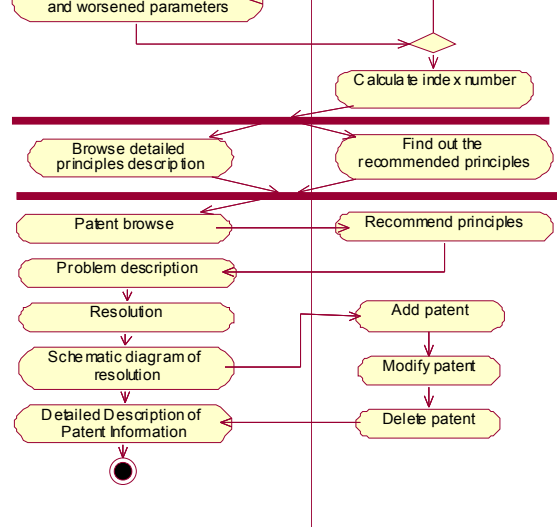 and worsened parameters
Calculate index number
Browse detailed
principles description
Find out the
recommended principles
Patent browse
Recommend principles
Problem description
Resolution
Add patent
Schematic diagram of
resolution
Modify patent
Detailed Description of
Patent Information
Delete patent